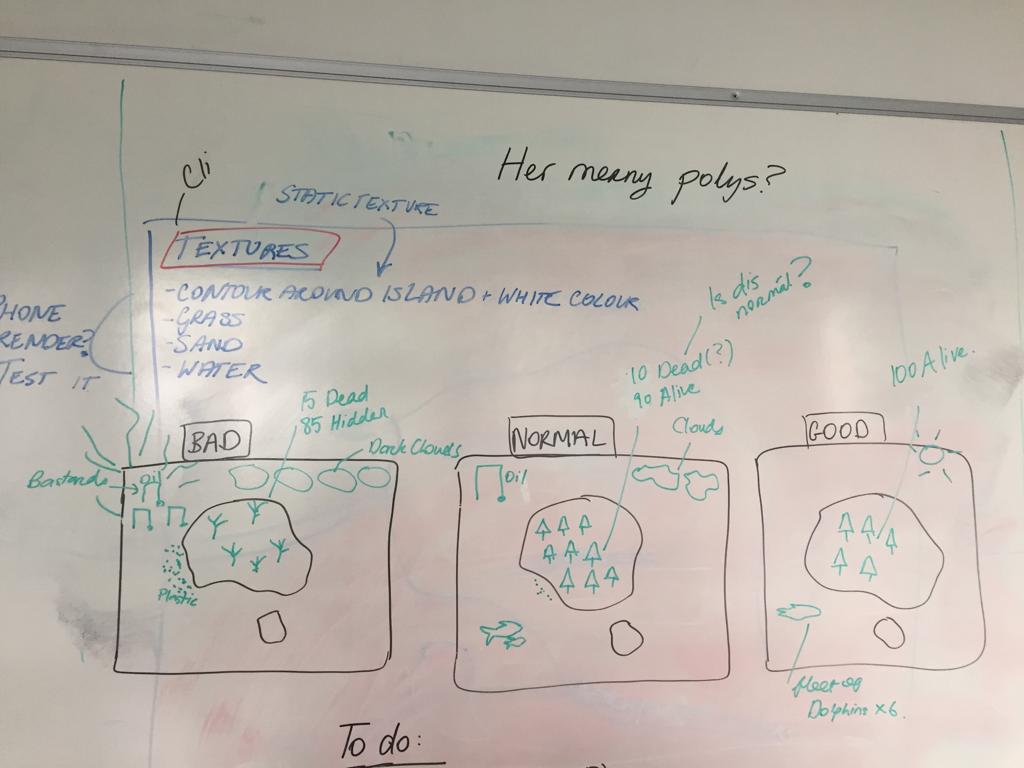 Her menny polys?
Cli
STATIC TEXTURE
TEXTURES
- CONTOUR AROUND ISLAND + WHITE COLOUR
- GRASS
- SAND
- WATER
PHONE
RENDER?
TEST IT
Is dis
normal?
15 Dead
85 Hidden
10 Dead(?)
90 Alive
100 Alive.
BAD
NORMAL
GOOD
Dark Clouds
Clouds
Bastards
Oil
Oil
Plastic
fleet of
Dolphins x6.
To do: